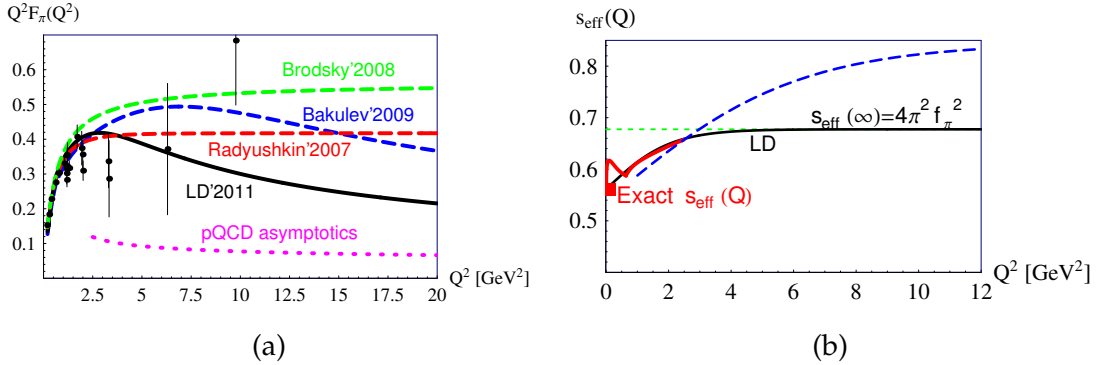 Q²Fπ(Q²)
0.6
0.5
0.4
0.3
0.2
0.1
Brodsky'2008
Bakulev'2009
Radyushkin'2007
LD'2011
pQCD asymptotics
2.5 5 7.5 10 12.5 15 17.5 20
Q² [GeV²]
(a)
s_eff(Q)
0.8
0.7
0.6
0.5
s_eff (∞)=4π² f_π²
LD
Exact s_eff (Q)
0 2 4 6 8 10 12
Q² [GeV²]
(b)